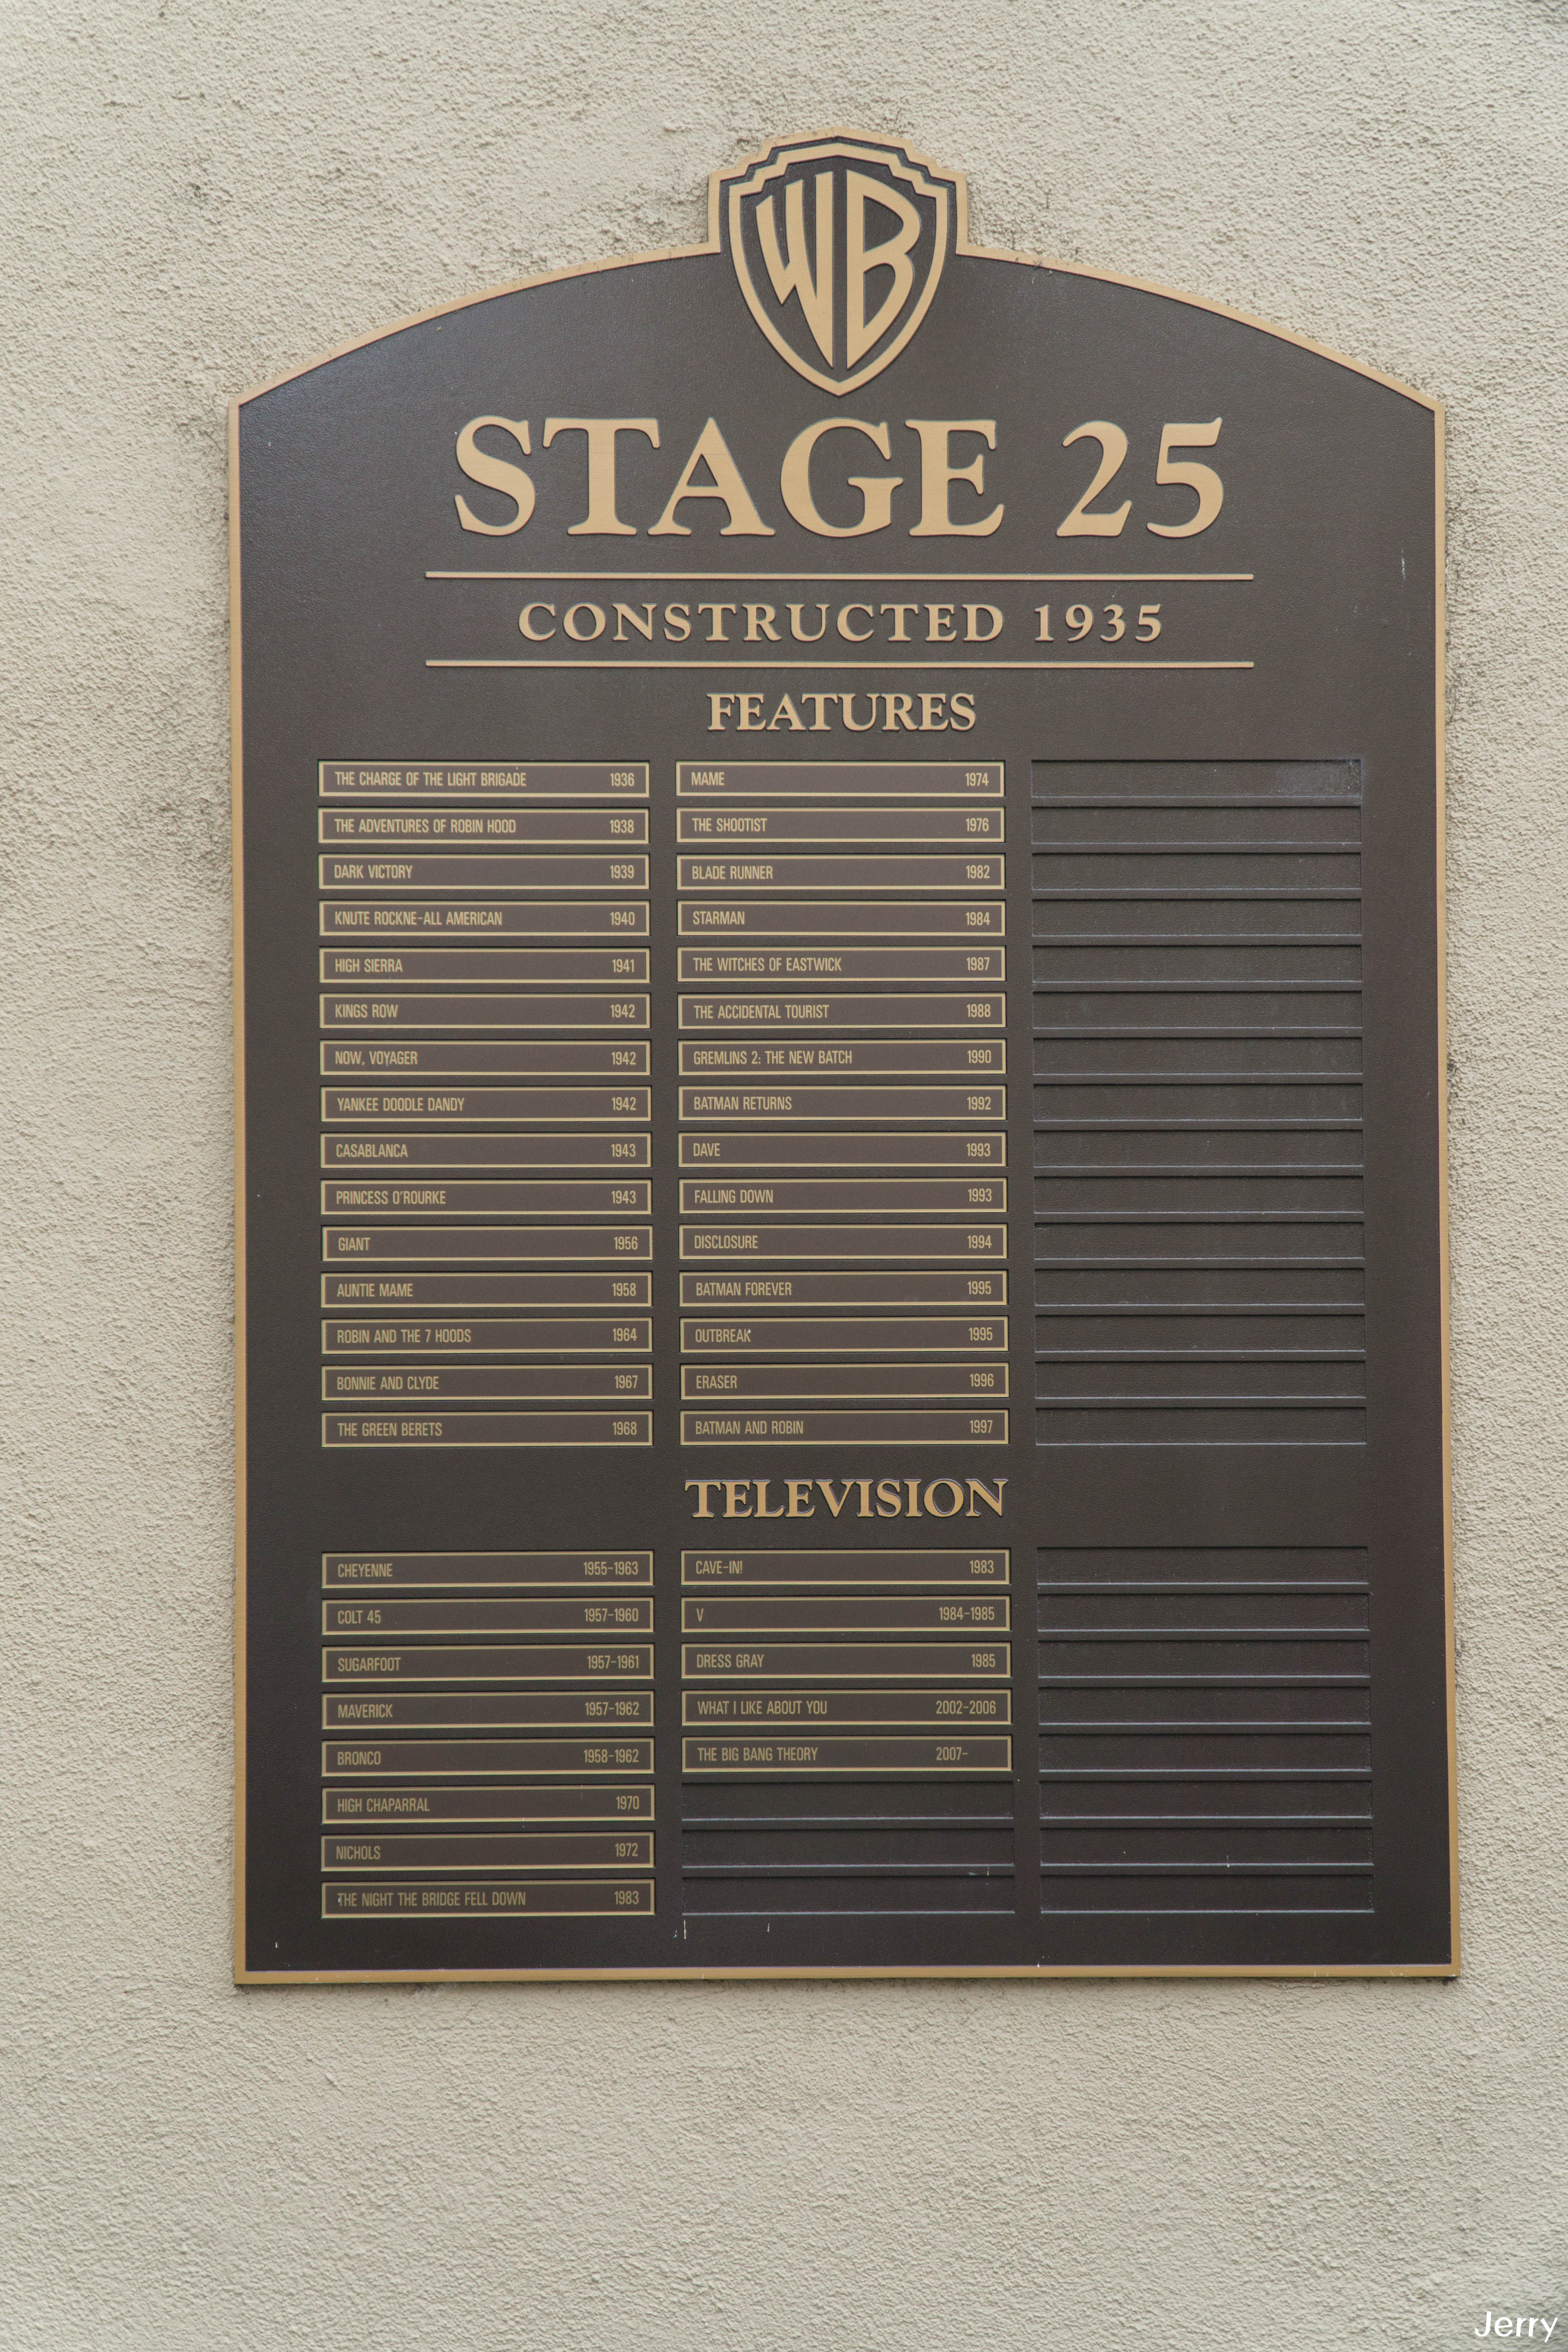 WB
STAGE 25
CONSTRUCTED 1935
FEATURES
THE CHARGE OF THE LIGHT BRIGADE 1936
THE ADVENTURES OF ROBIN HOOD 1938
DARK VICTORY 1939
KNUTE ROCKNE-ALL AMERICAN 1940
HIGH SIERRA 1941
KINGS ROW 1942
NOW, VOYAGER 1942
YANKEE DOODLE DANDY 1942
CASABLANCA 1943
PRINCESS O'ROURKE 1943
GIANT 1956
AUNTIE MAME 1958
ROBIN AND THE 7 HOODS 1964
BONNIE AND CLYDE 1967
THE GREEN BERETS 1968
MAME 1974
THE SHOOTIST 1976
BLADE RUNNER 1982
STARMAN 1984
THE WITCHES OF EASTWICK 1987
THE ACCIDENTAL TOURIST 1988
GREMLINS 2: THE NEW BATCH 1990
BATMAN RETURNS 1992
DAVE 1993
FALLING DOWN 1993
DISCLOSURE 1994
BATMAN FOREVER 1995
OUTBREAK 1995
ERASER 1996
BATMAN AND ROBIN 1997
TELEVISION
CHEYENNE 1955-1963
COLT 45 1957-1960
SUGARFOOT 1957-1961
MAVERICK 1957-1962
BRONCO 1958-1962
HIGH CHAPARRAL 1970
NICHOLS 1972
THE NIGHT THE BRIDGE FELL DOWN 1983
CAVE-IN! 1983
V 1984-1985
DRESS GRAY 1985
WHAT I LIKE ABOUT YOU 2002-2006
THE BIG BANG THEORY 2007-
Jerry